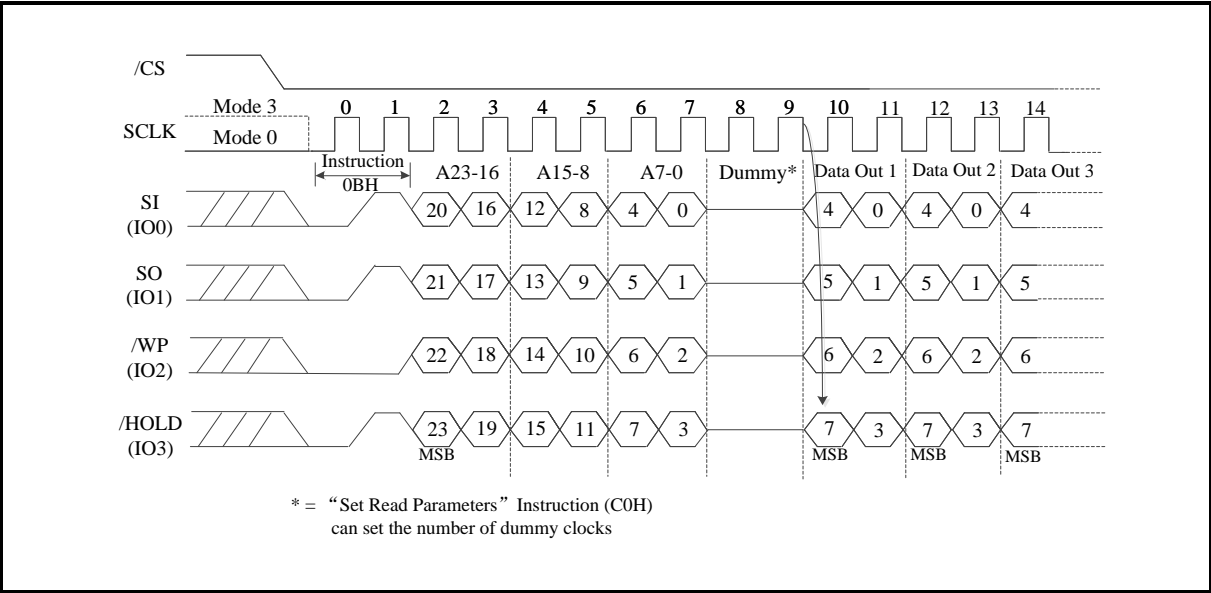 /CS
Mode 3 0 1 2 3 4 5 6 7 8 9 10 11 12 13 14
SCLK Mode 0
Instruction
0BH A23-16 A15-8 A7-0 Dummy* Data Out 1 Data Out 2 Data Out 3
SI
(IO0) 20 16 12 8 4 0 4 0 4 0 4
SO
(IO1) 21 17 13 9 5 1 5 1 5 1 5
/WP
(IO2) 22 18 14 10 6 2 6 2 6 2 6
/HOLD
(IO3) 23 19 15 11 7 3 7 3 7 3 7
MSB MSB MSB MSB
* = “Set Read Parameters” Instruction (C0H)
can set the number of dummy clocks